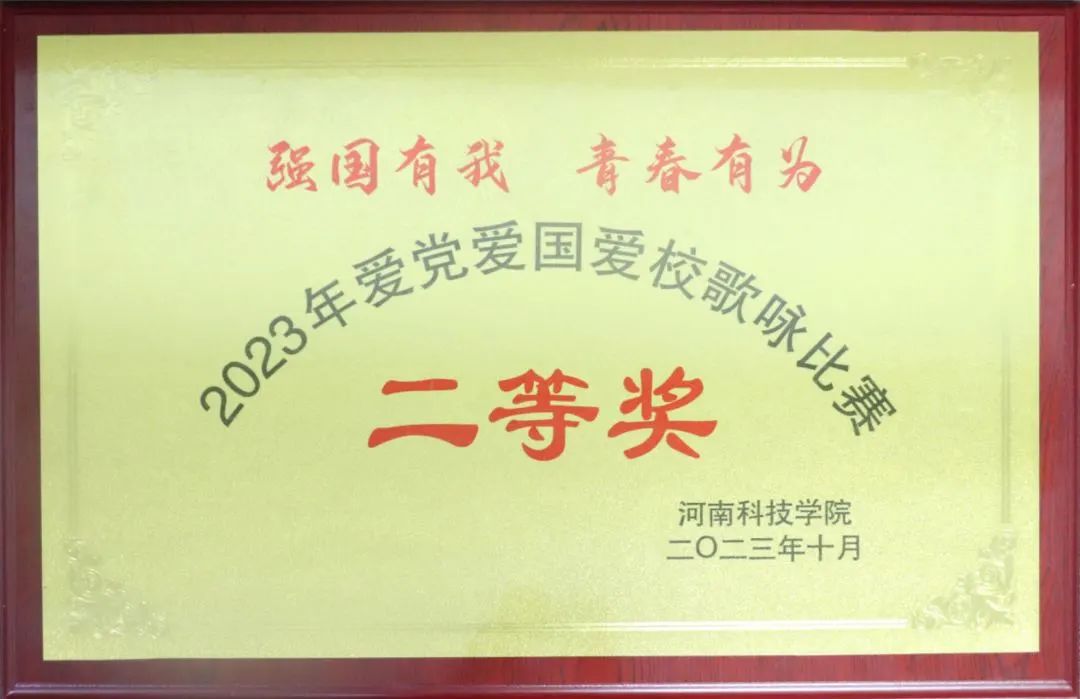 强国有我 青春有为
2023年爱党爱国爱校歌咏比赛
二等奖
河南科技学院
二〇二三年十月